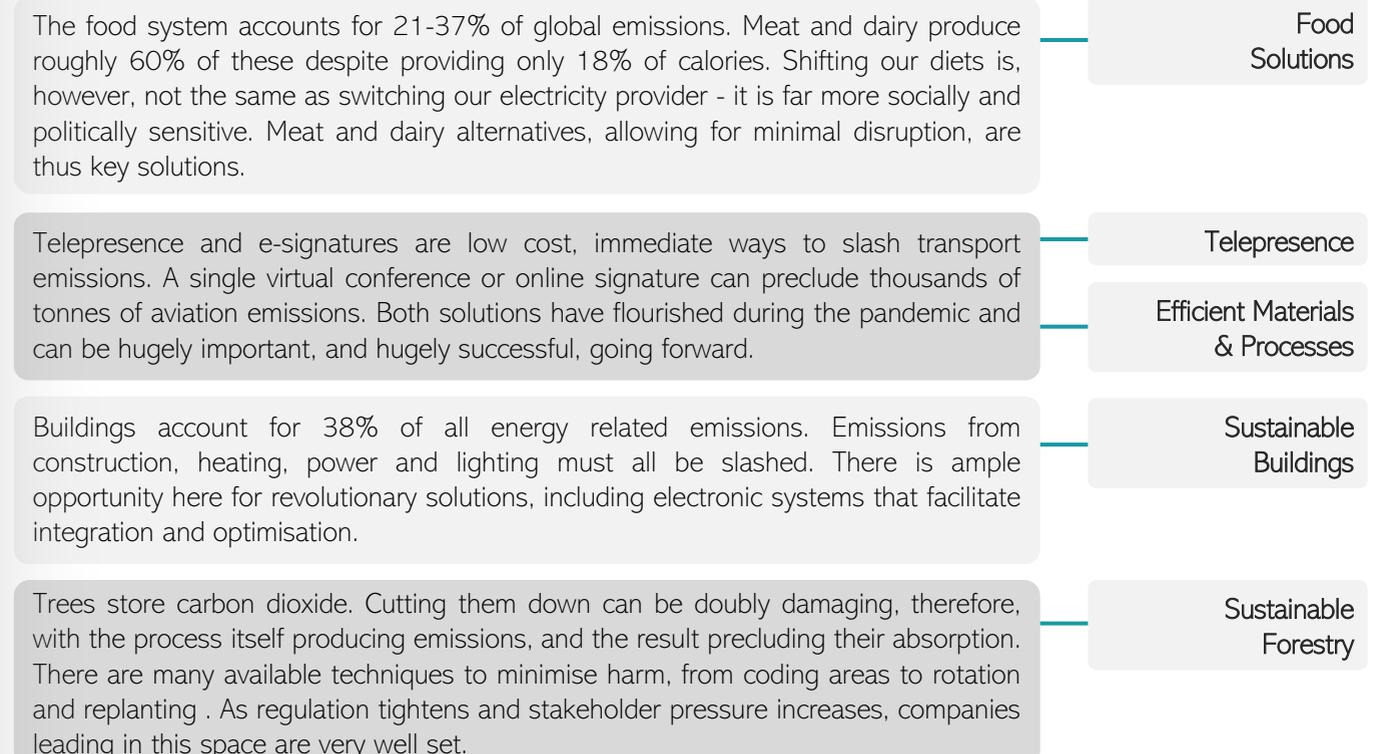 The food system accounts for 21-37% of global emissions. Meat and dairy produce
roughly 60% of these despite providing only 18% of calories. Shifting our diets is,
however, not the same as switching our electricity provider - it is far more socially and
politically sensitive. Meat and dairy alternatives, allowing for minimal disruption, are
thus key solutions.
Food
Solutions
Telepresence and e-signatures are low cost, immediate ways to slash transport
emissions. A single virtual conference or online signature can preclude thousands of
tonnes of aviation emissions. Both solutions have flourished during the pandemic and
can be hugely important, and hugely successful, going forward.
Telepresence
Efficient Materials
& Processes
Buildings account for 38% of all energy related emissions. Emissions from
construction, heating, power and lighting must all be slashed. There is ample
opportunity here for revolutionary solutions, including electronic systems that facilitate
integration and optimisation.
Sustainable
Buildings
Trees store carbon dioxide. Cutting them down can be doubly damaging, therefore,
with the process itself producing emissions, and the result precluding their absorption.
There are many available techniques to minimise harm, from coding areas to rotation
and replanting . As regulation tightens and stakeholder pressure increases, companies
leading in this space are very well set.
Sustainable
Forestry